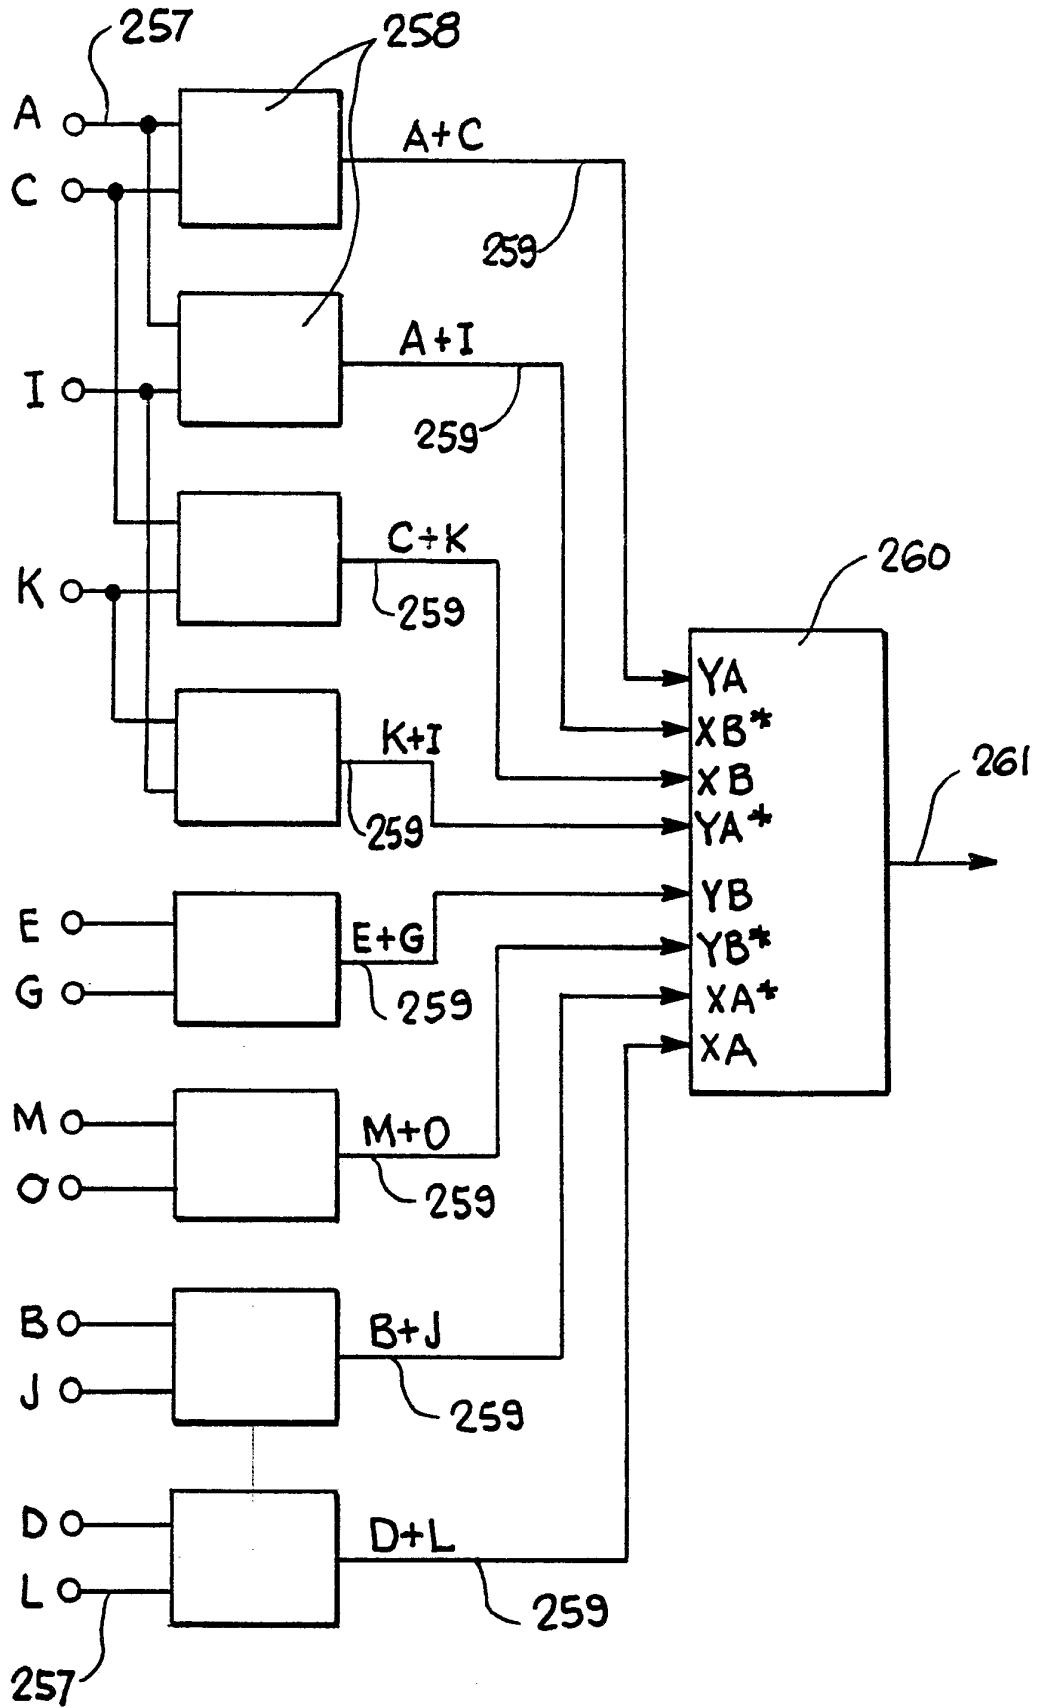 257
258
A
A+C
C
259
A+I
I
259
C+K
260
K
259
YA
XB*
K+I
261
XB
259
YA*
YB
E
E+G
YB*
G
259
XA*
XA
M
M+O
O
259
B
B+J
J
259
D
D+L
L
259
257